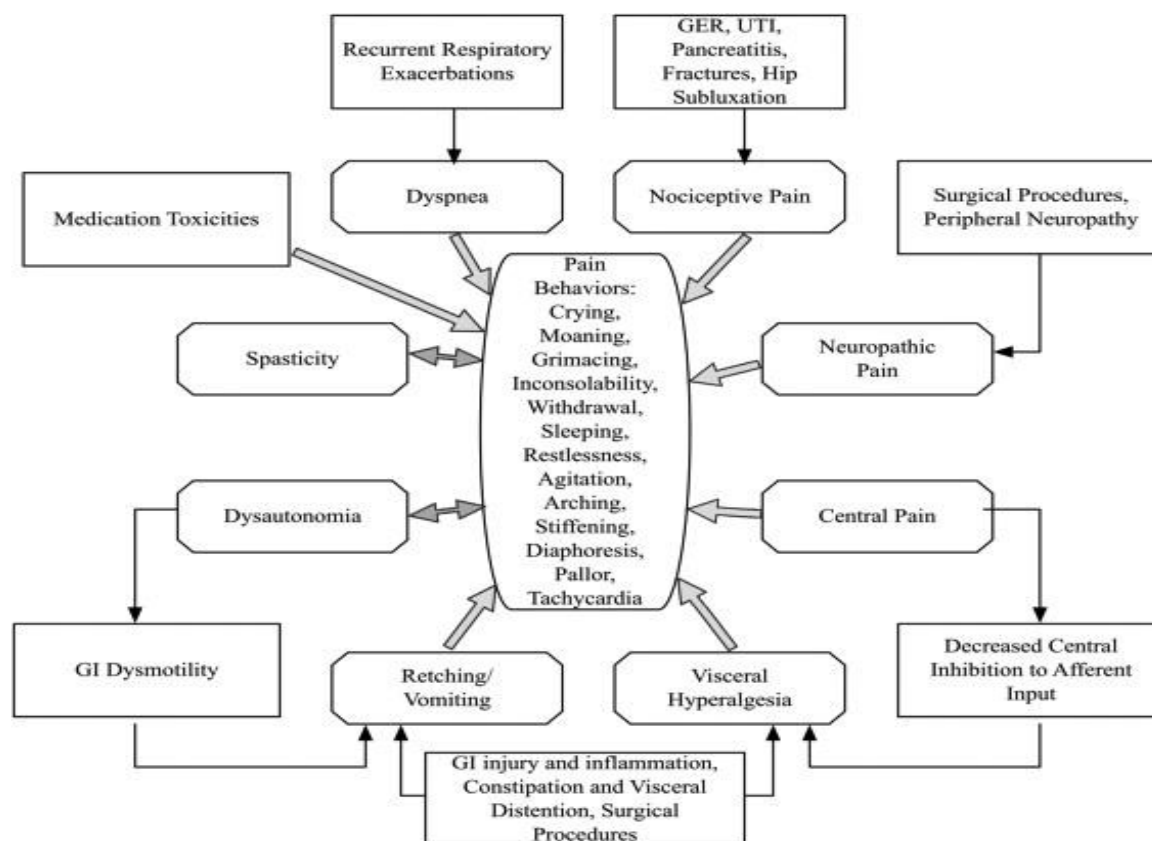 Recurrent Respiratory
Exacerbations
GER, UTI,
Pancreatitis,
Fractures, Hip
Subluxation
Dyspnea
Nociceptive Pain
Medication Toxicities
Surgical Procedures,
Peripheral Neuropathy
Pain
Behaviors:
Crying,
Moaning,
Grimacing,
Inconsolability,
Withdrawal,
Sleeping,
Restlessness,
Agitation,
Arching,
Stiffening,
Diaphoresis,
Pallor,
Tachycardia
Spasticity
Neuropathic
Pain
Dysautonomia
Central Pain
GI Dysmotility
Retching/
Vomiting
Visceral
Hyperalgesia
Decreased Central
Inhibition to Afferent
Input
GI injury and inflammation,
Constipation and Visceral
Distention, Surgical
Procedures